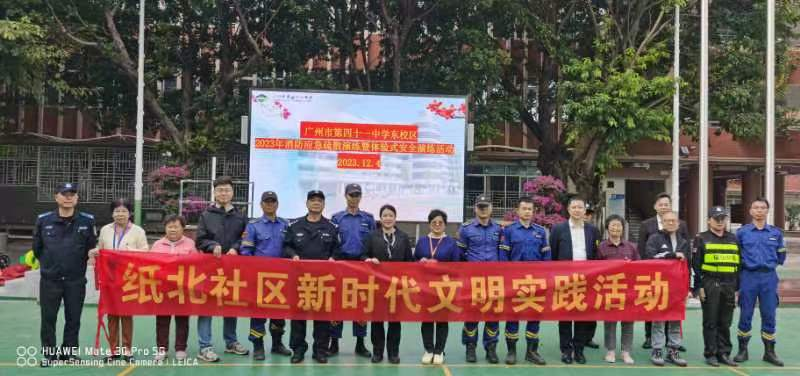 广州市第四十一中学东校区
2023年消防应急疏散演练暨体验式安全演练活动
2023.12.4
纸北社区新时代文明实践活动
HUAWEI Mate 30 Pro 5G
SuperSensing Cine Camera | LEICA